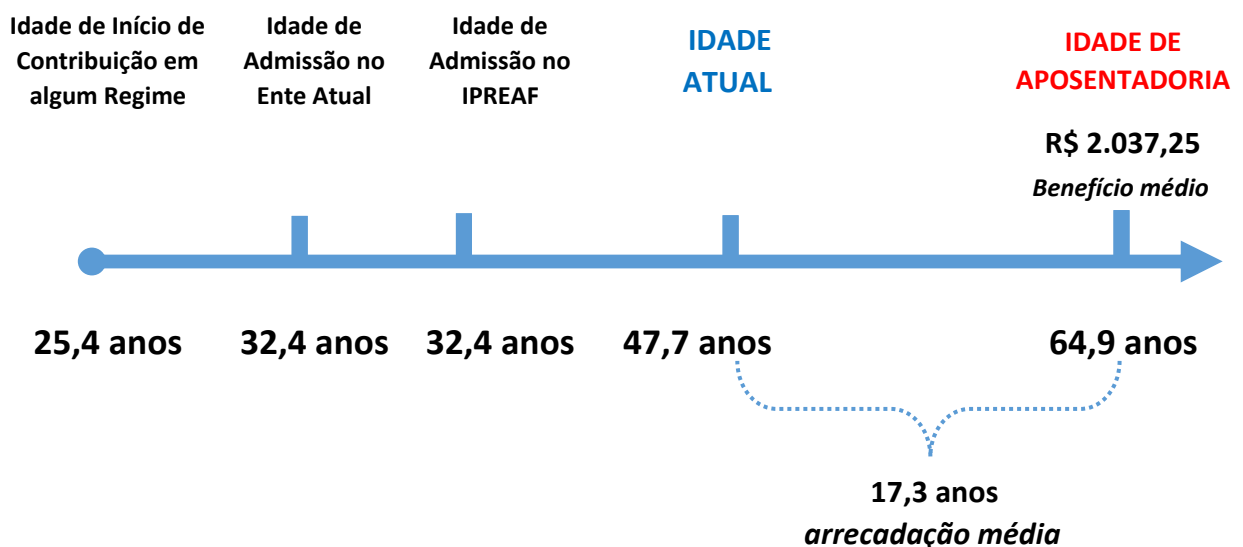 Idade de Início de
Contribuição em
algum Regime
Idade de
Admissão no
Ente Atual
Idade de
Admissão no
IPREAF
IDADE
ATUAL
IDADE DE
APOSENTADORIA
R$ 2.037,25
Benefício médio
25,4 anos
32,4 anos
32,4 anos
47,7 anos
64,9 anos
17,3 anos
arrecadação média